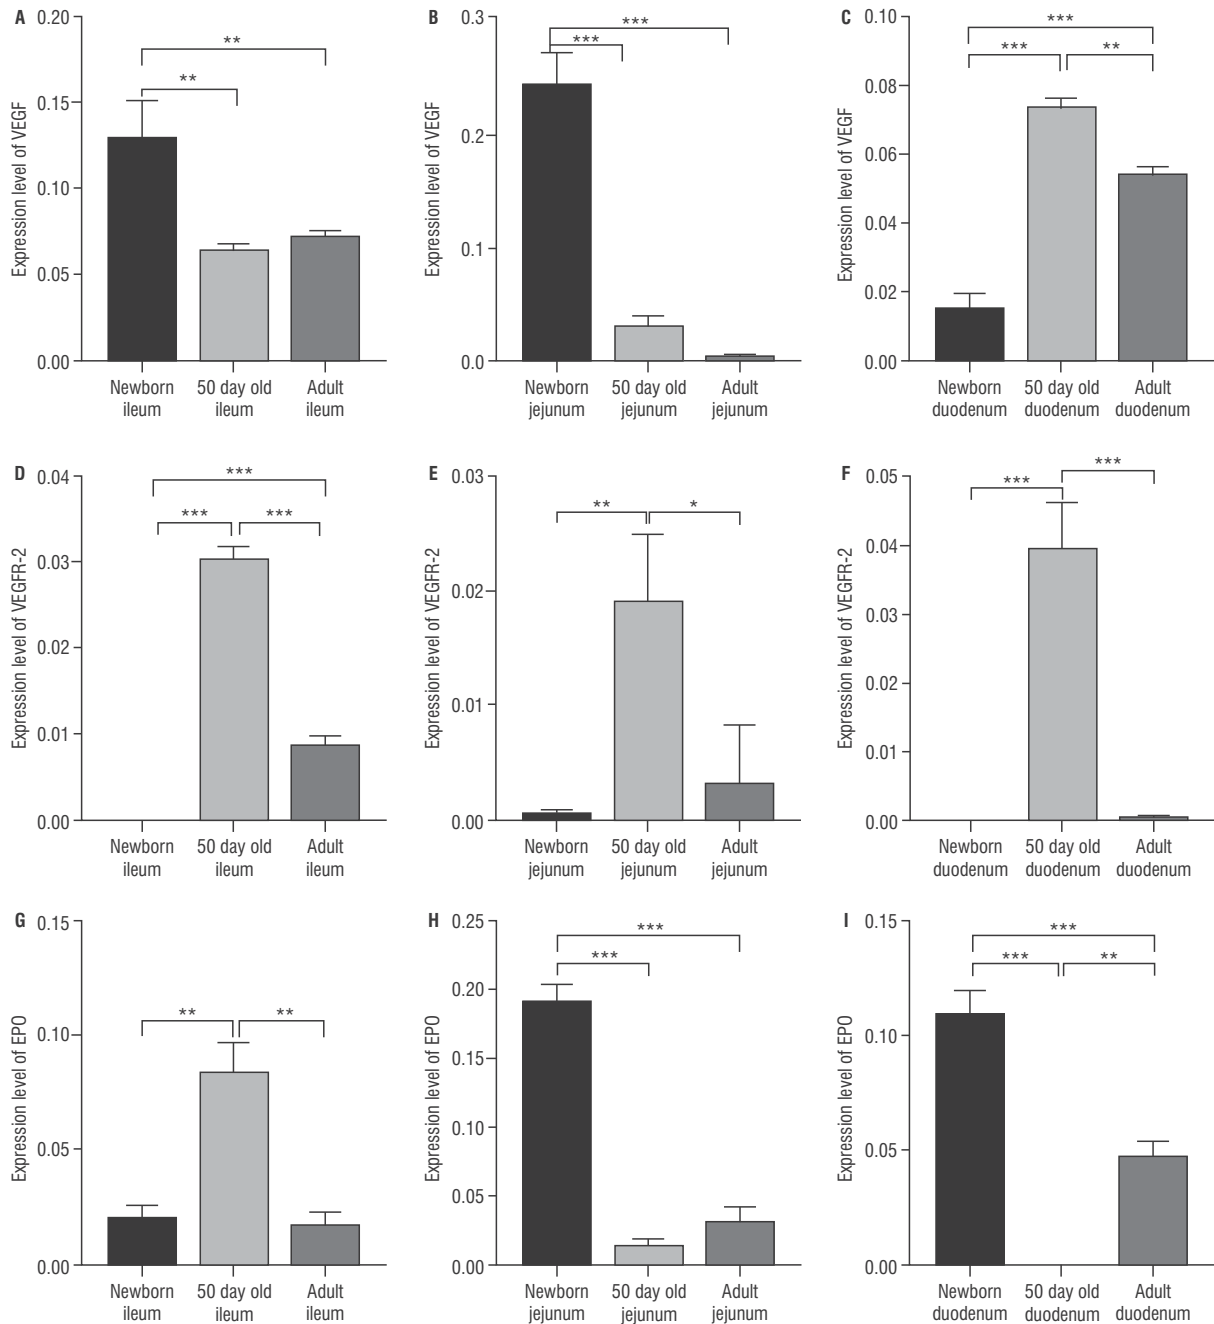 A
Expression level of VEGF
0.20
0.15
0.10
0.05
0.00
**
**
Newborn
ileum
50 day old
ileum
Adult
ileum
B
Expression level of VEGF
0.3
0.2
0.1
0.0
***
***
Newborn
jejunum
50 day old
jejunum
Adult
jejunum
C
Expression level of VEGF
0.10
0.08
0.06
0.04
0.02
0.00
***
***
**
Newborn
duodenum
50 day old
duodenum
Adult
duodenum
D
Expression level of VEGFR-2
0.04
0.03
0.02
0.01
0.00
***
***
***
Newborn
ileum
50 day old
ileum
Adult
ileum
E
Expression level of VEGFR-2
0.03
0.02
0.01
0.00
**
*
Newborn
jejunum
50 day old
jejunum
Adult
jejunum
F
Expression level of VEGFR-2
0.05
0.04
0.03
0.02
0.01
0.00
***
***
Newborn
duodenum
50 day old
duodenum
Adult
duodenum
G
Expression level of EPO
0.15
0.10
0.05
0.00
**
**
Newborn
ileum
50 day old
ileum
Adult
ileum
H
Expression level of EPO
0.25
0.20
0.15
0.10
0.05
0.00
***
***
Newborn
jejunum
50 day old
jejunum
Adult
jejunum
I
Expression level of EPO
0.15
0.10
0.05
0.00
***
***
**
Newborn
duodenum
50 day old
duodenum
Adult
duodenum